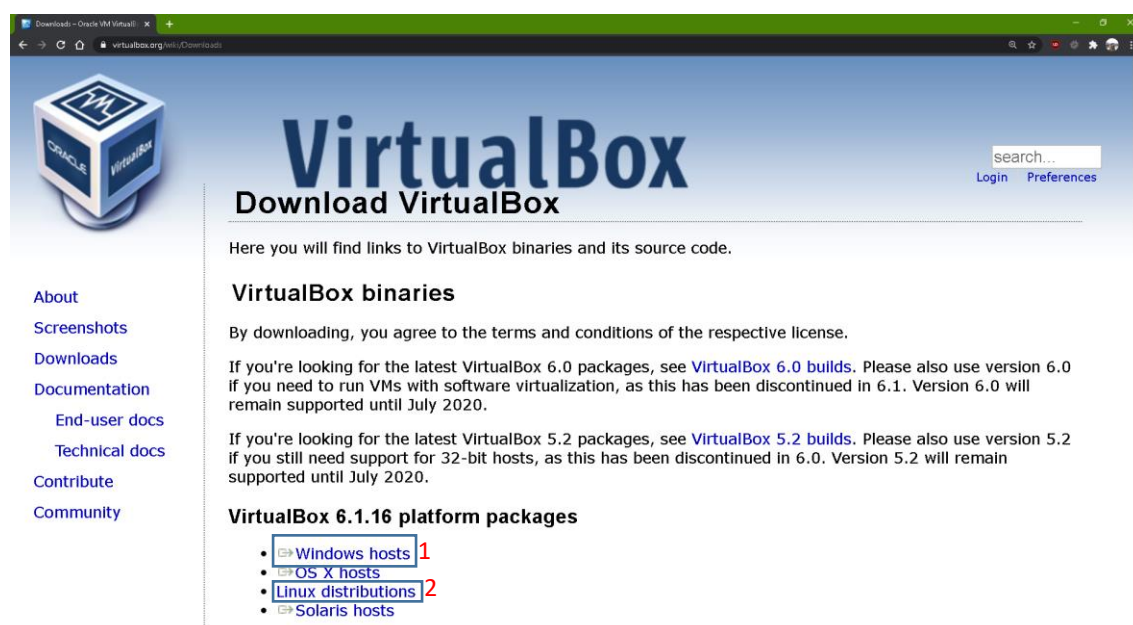 Downloads – Oracle VM VirtualB
virtualbox.org/wiki/Downloads
ORACLE
VirtualBox
VirtualBox
search...
Login Preferences
Download VirtualBox
Here you will find links to VirtualBox binaries and its source code.
About
Screenshots
Downloads
Documentation
End-user docs
Technical docs
Contribute
Community
VirtualBox binaries
By downloading, you agree to the terms and conditions of the respective license.
If you're looking for the latest VirtualBox 6.0 packages, see VirtualBox 6.0 builds. Please also use version 6.0
if you need to run VMs with software virtualization, as this has been discontinued in 6.1. Version 6.0 will
remain supported until July 2020.
If you're looking for the latest VirtualBox 5.2 packages, see VirtualBox 5.2 builds. Please also use version 5.2
if you still need support for 32-bit hosts, as this has been discontinued in 6.0. Version 5.2 will remain
supported until July 2020.
VirtualBox 6.1.16 platform packages
• Windows hosts 1
• OS X hosts
• Linux distributions 2
• Solaris hosts